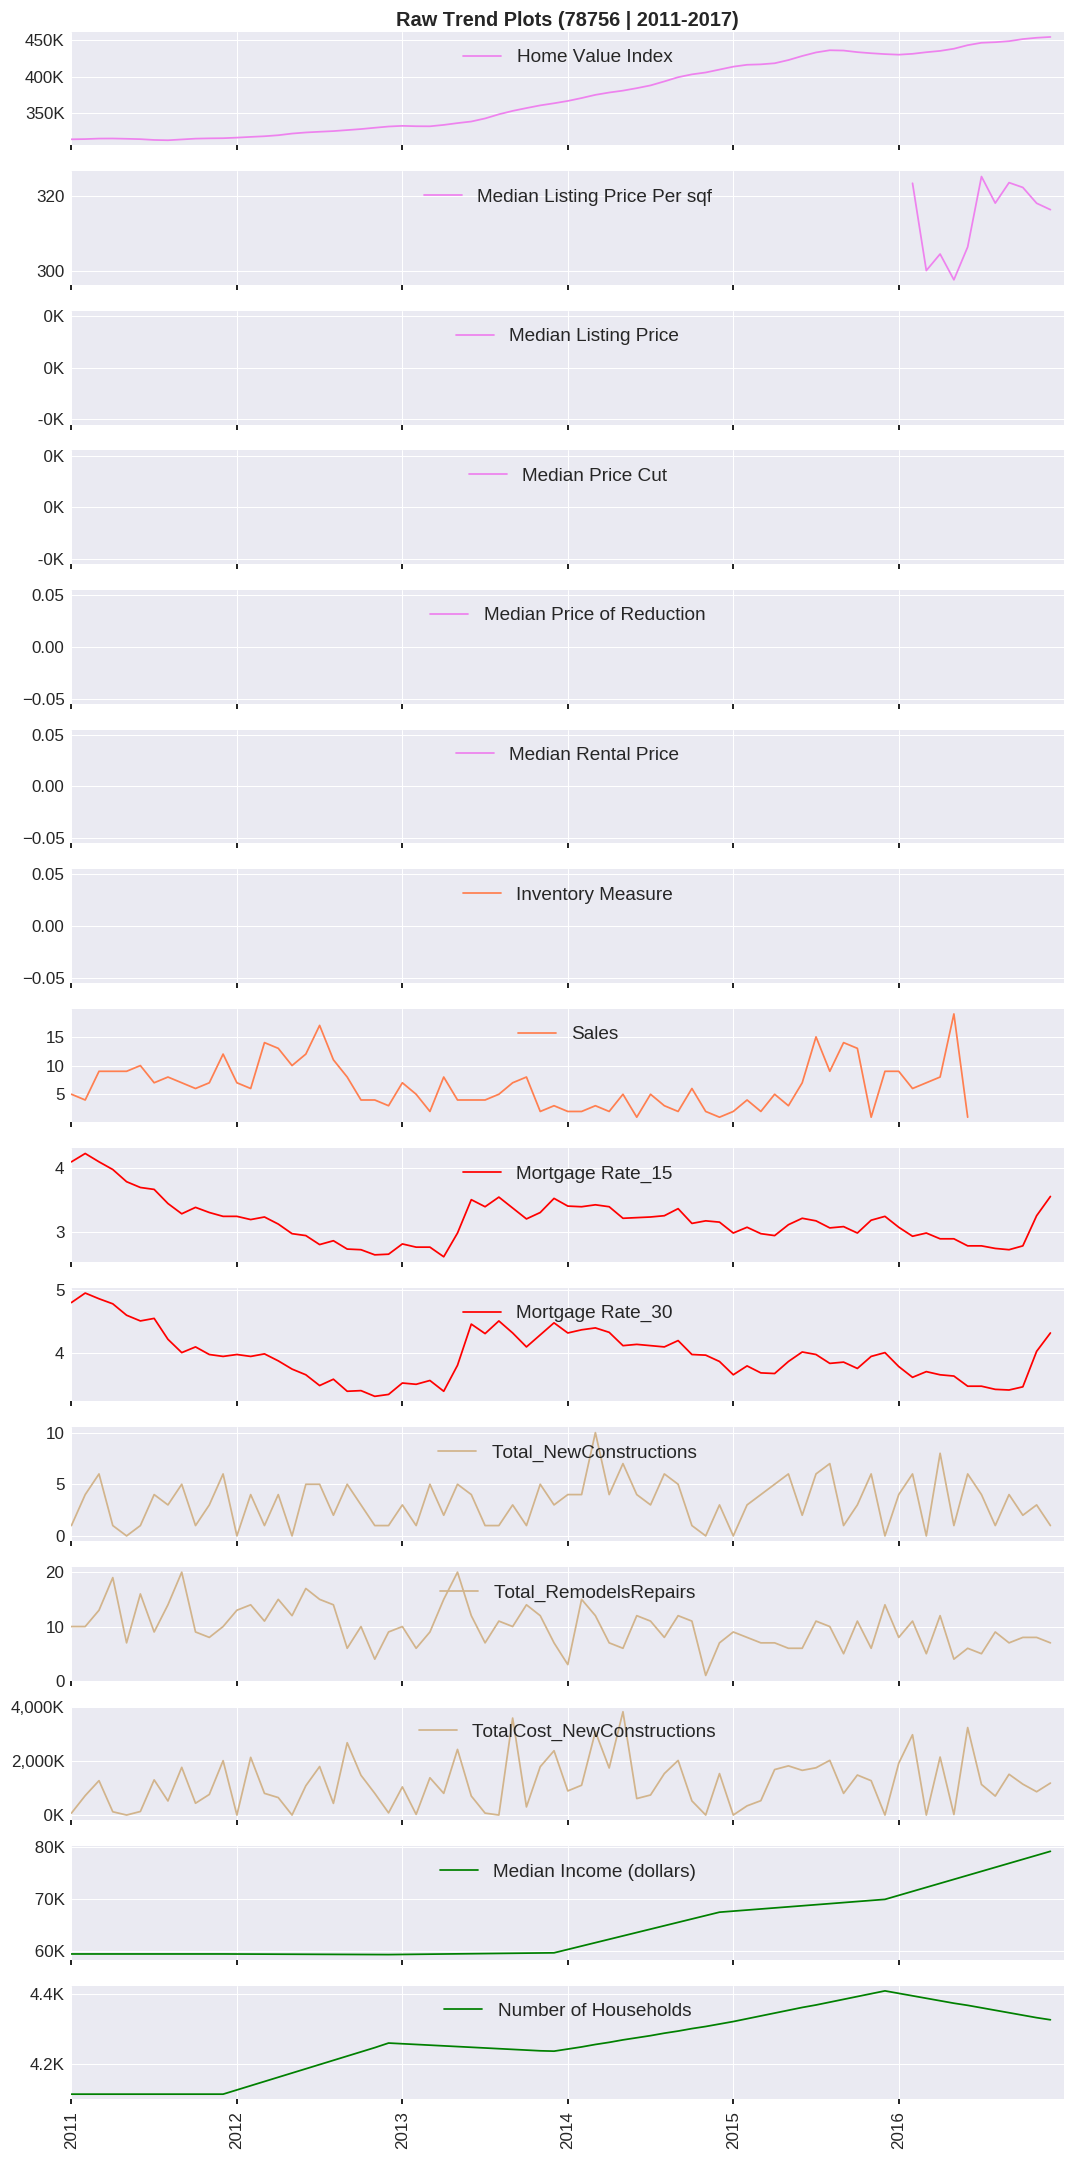 Raw Trend Plots (78756 | 2011-2017)
450K
400K
350K
Home Value Index
320
300
Median Listing Price Per sqf
0K
0K
-0K
Median Listing Price
0K
0K
-0K
Median Price Cut
0.05
0.00
−0.05
Median Price of Reduction
0.05
0.00
−0.05
Median Rental Price
0.05
0.00
−0.05
Inventory Measure
15
10
5
Sales
4
3
Mortgage Rate_15
5
4
Mortgage Rate_30
10
5
0
Total_NewConstructions
20
10
0
Total_RemodelsRepairs
4,000K
2,000K
0K
TotalCost_NewConstructions
80K
70K
60K
Median Income (dollars)
4.4K
4.2K
Number of Households
2011
2012
2013
2014
2015
2016